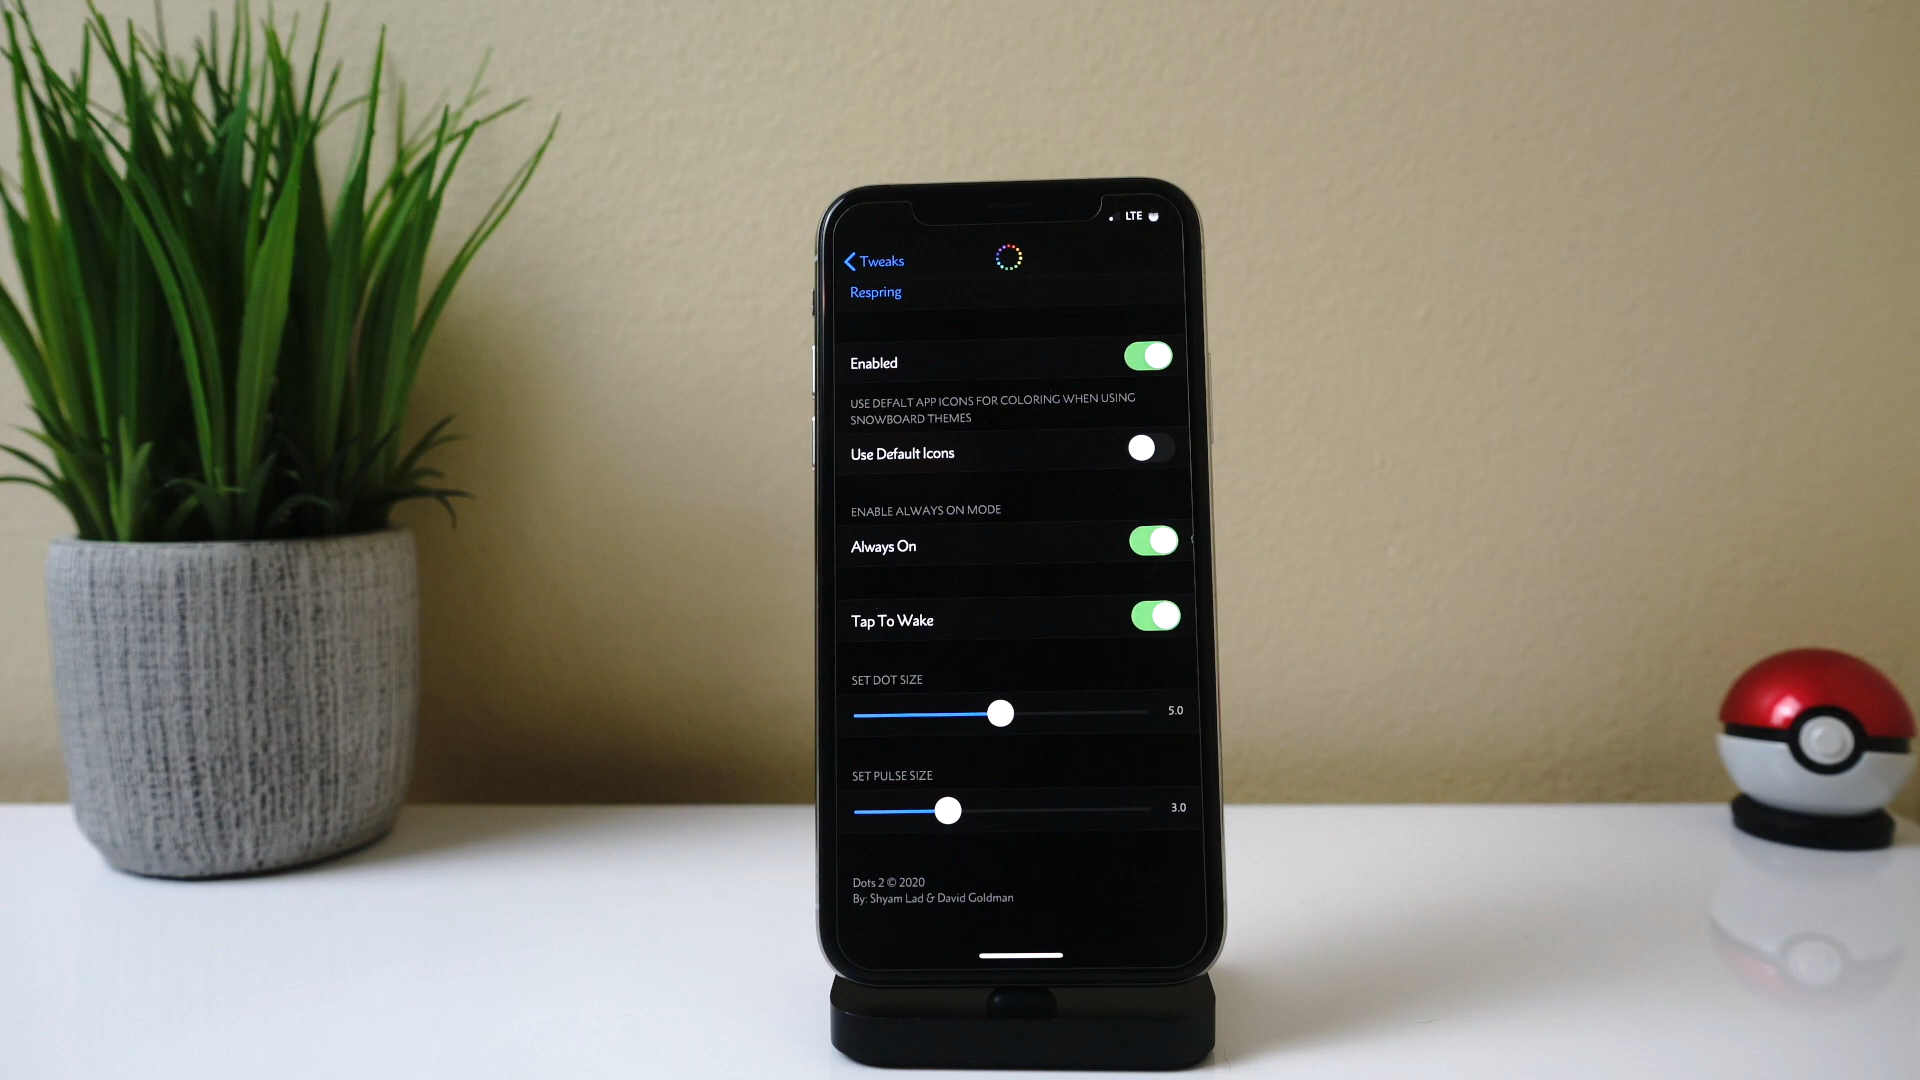 LTE
Tweaks
Respring
Enabled
USE DEFALT APP ICONS FOR COLORING WHEN USING
SNOWBOARD THEMES
Use Default Icons
ENABLE ALWAYS ON MODE
Always On
Tap To Wake
SET DOT SIZE
5.0
SET PULSE SIZE
3.0
Dots 2 © 2020
By: Shyam Lad & David Goldman